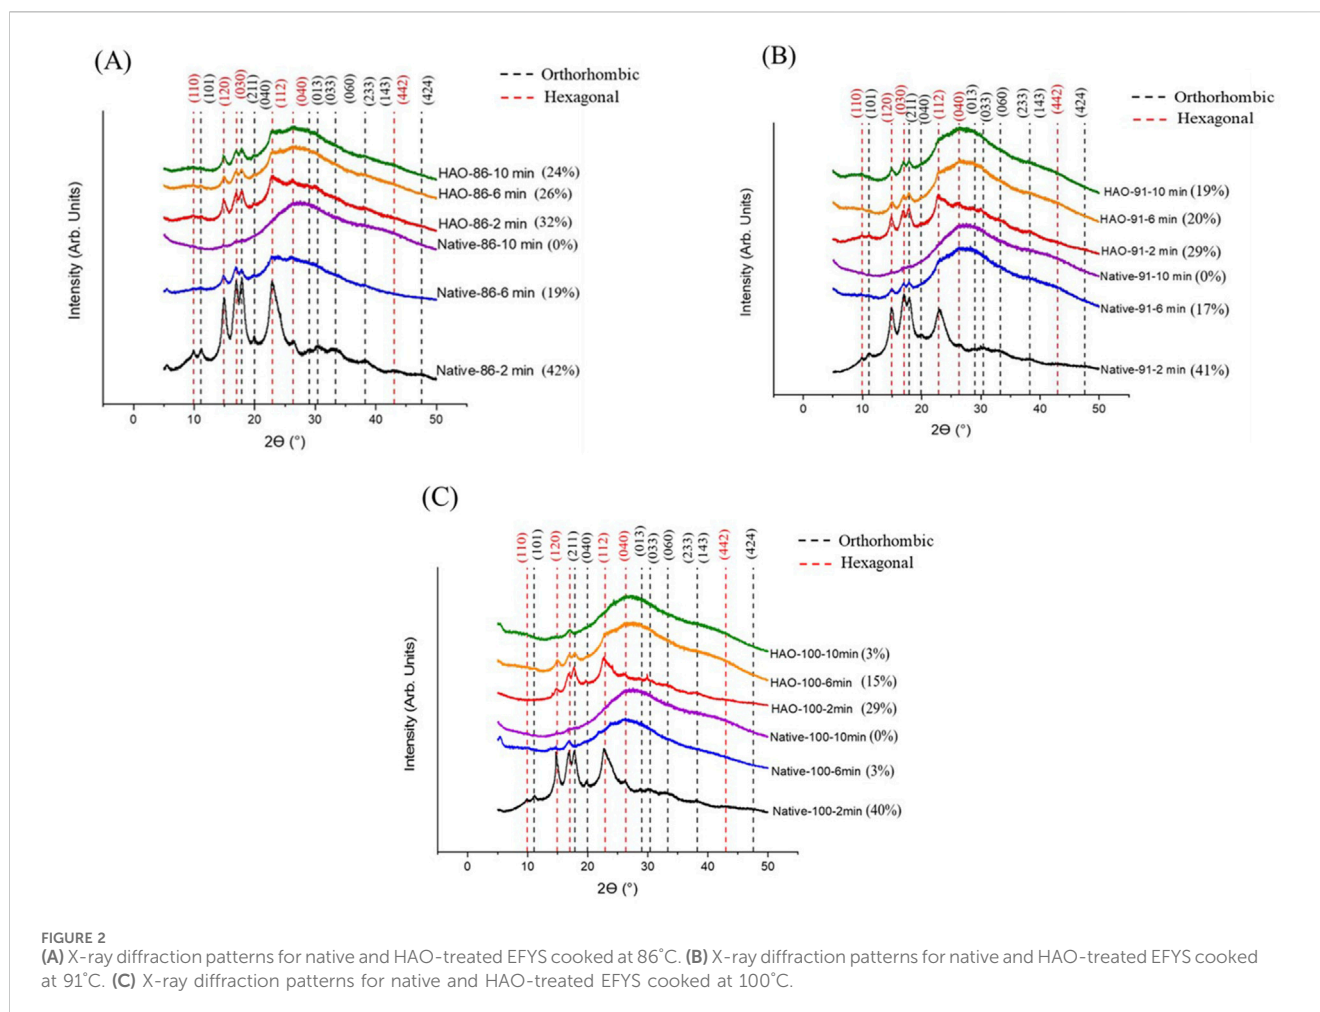 (A)
(110)
(101)
(120)
(030)
(211)
(040)
(112)
(040)
(013)
(033)
(060)
(233)
(143)
(442)
(424)
Orthorhombic
Hexagonal
Intensity (Arb. Units)
HAO-86-10 min (24%)
HAO-86-6 min (26%)
HAO-86-2 min (32%)
Native-86-10 min (0%)
Native-86-6 min (19%)
Native-86-2 min (42%)
0 10 20 30 40 50
2Ɵ (°)
(B)
(110)
(101)
(120)
(030)
(211)
(040)
(112)
(040)
(013)
(033)
(060)
(233)
(143)
(442)
(424)
Orthorhombic
Hexagonal
Intensity (Arb. Units)
HAO-91-10 min (19%)
HAO-91-6 min (20%)
HAO-91-2 min (29%)
Native-91-10 min (0%)
Native-91-6 min (17%)
Native-91-2 min (41%)
0 10 20 30 40 50
2Ɵ (°)
(C)
(110)
(101)
(120)
(211)
(040)
(112)
(040)
(013)
(033)
(060)
(233)
(143)
(442)
(424)
Orthorhombic
Hexagonal
Intensity (Arb. Units)
HAO-100-10min (3%)
HAO-100-6min (15%)
HAO-100-2min (29%)
Native-100-10min (0%)
Native-100-6min (3%)
Native-100-2min (40%)
0 10 20 30 40 50
2Ɵ (°)
FIGURE 2
(A) X-ray diffraction patterns for native and HAO-treated EFYS cooked at 86°C. (B) X-ray diffraction patterns for native and HAO-treated EFYS cooked
at 91°C. (C) X-ray diffraction patterns for native and HAO-treated EFYS cooked at 100°C.